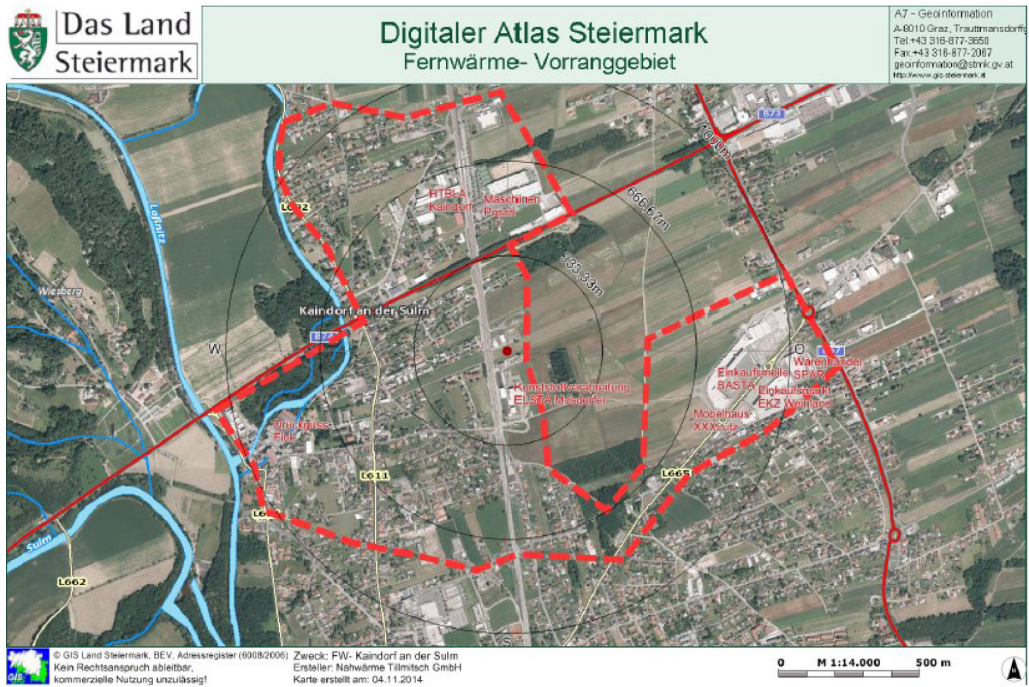 Das Land
Steiermark
Digitaler Atlas Steiermark
Fernwärme- Vorranggebiet
A7 - Geoinformation
A-8010 Graz, Trauttmansdorffg
Tel.+43 316-877-3650
Fax.+43 316-877-2067
geoinformation@stmk.gv.at
http://www.gis.steiermark.at
B73
1000m
666.67m
HTBLA
Kaindorf
Maschinen
L602
Laßnitz
333.33m
Wiesberg
Kaindorf an der Sulm
B74
W
O
Warenhandel
SPAR
Einkaufsmeile
BASTA
Kunststoffverarbeitung
ELSTA Mosdorfer
Einkaufsmarkt
EKZ Weinland
Möbelhaus
XXXLutz
Druckguss-
L611
L665
Sulm
L662
S
GIS
© GIS Land Steiermark, BEV, Adressregister (6008/2006)
Kein Rechtsanspruch ableitbar,
kommerzielle Nutzung unzulässig!
Zweck: FW- Kaindorf an der Sulm
Ersteller: Nahwärme Tillmitsch GmbH
Karte erstellt am: 04.11.2014
0 M 1:14.000 500 m